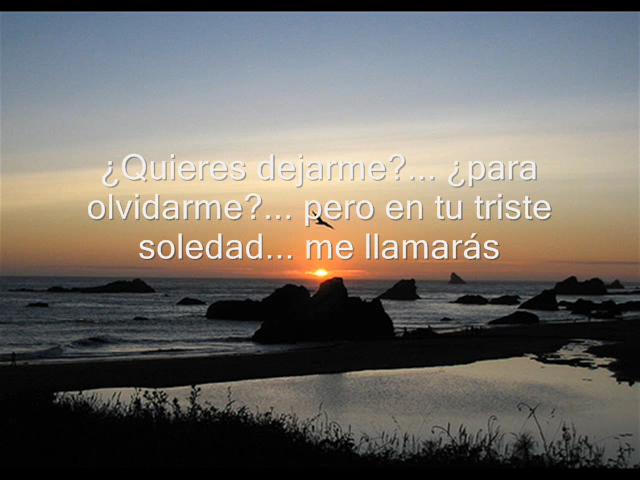 ¿Quieres dejarme?... ¿para
olvidarme?... pero en tu triste
soledad... me llamarás